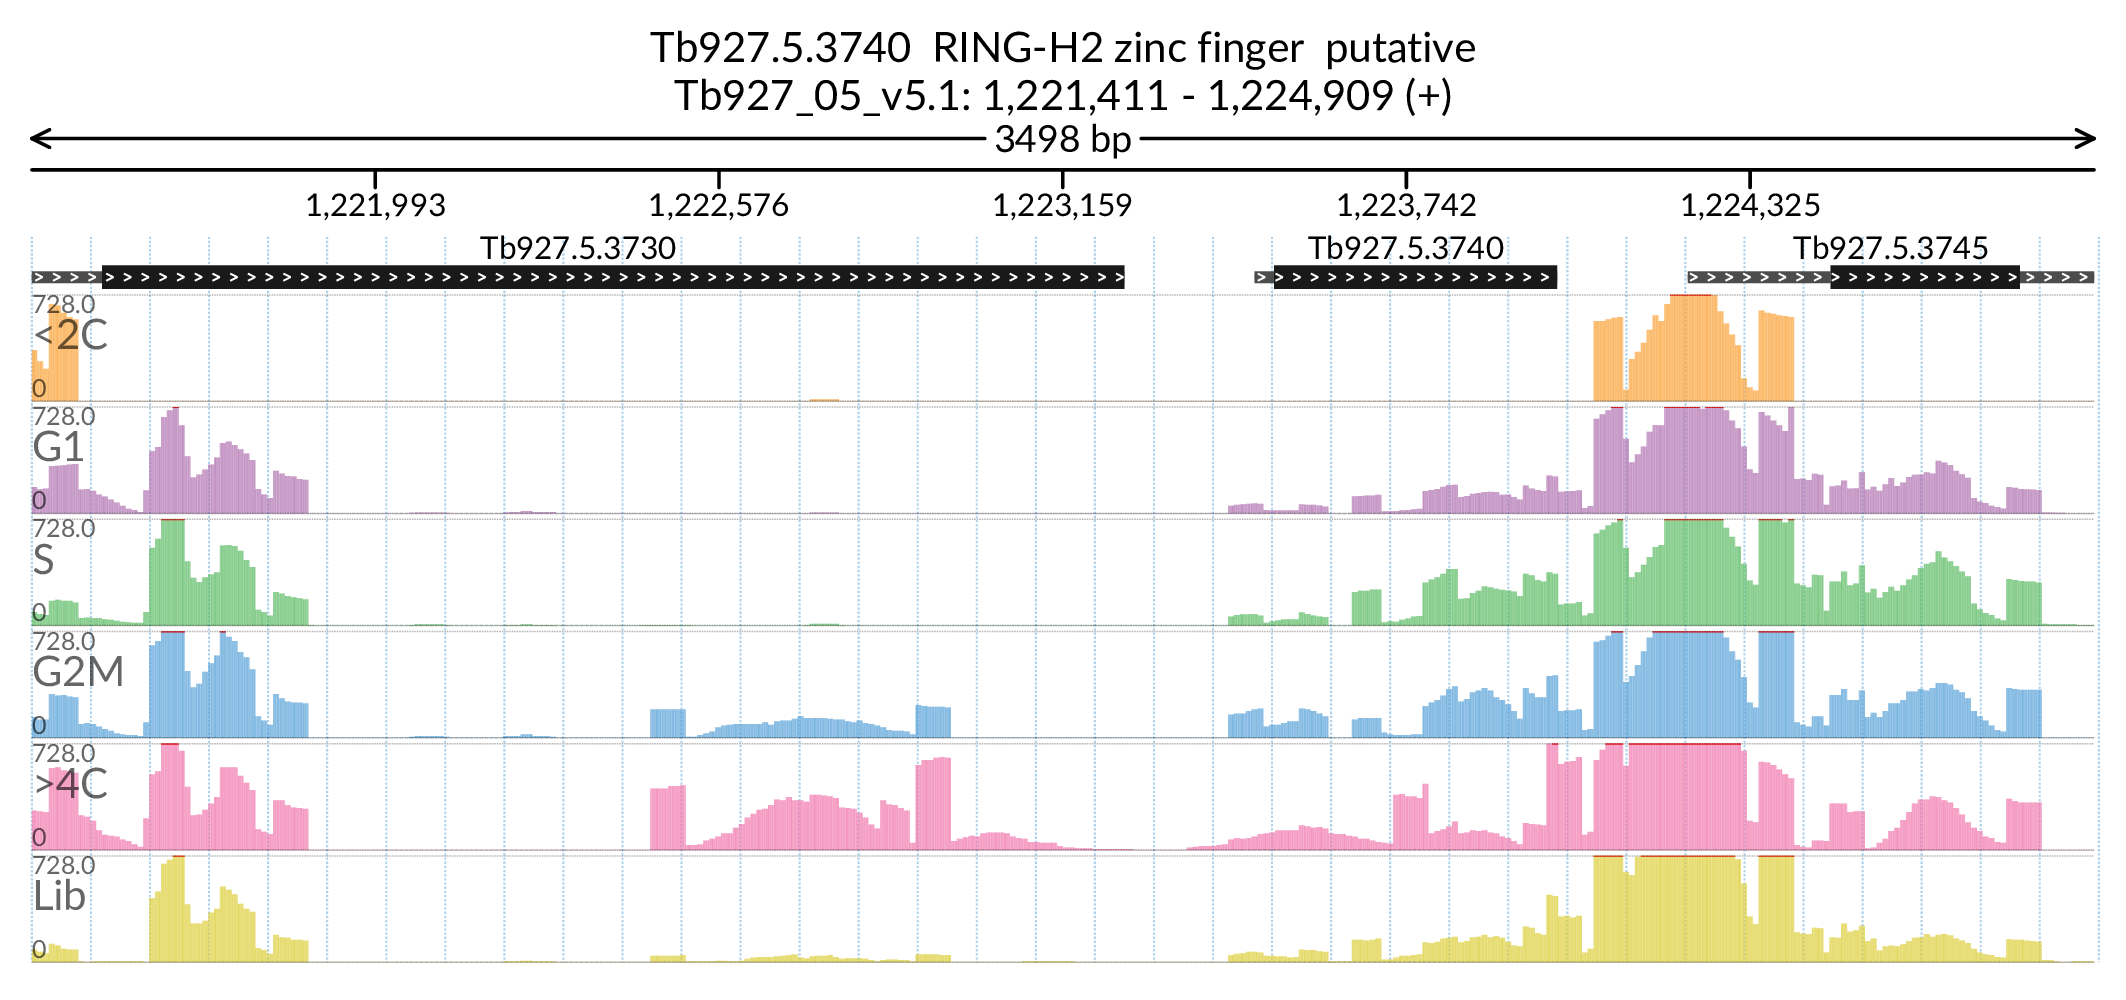 Tb927.5.3740  RING-H2 zinc finger  putative
Tb927_05_v5.1: 1,221,411 - 1,224,909 (+)
3498 bp
1,221,993 1,222,576 1,223,159 1,223,742 1,224,325
Tb927.5.3730 Tb927.5.3740 Tb927.5.3745
728.0
<2C
0
728.0
G1
0
728.0
S
0
728.0
G2M
0
728.0
>4C
0
728.0
Lib
0